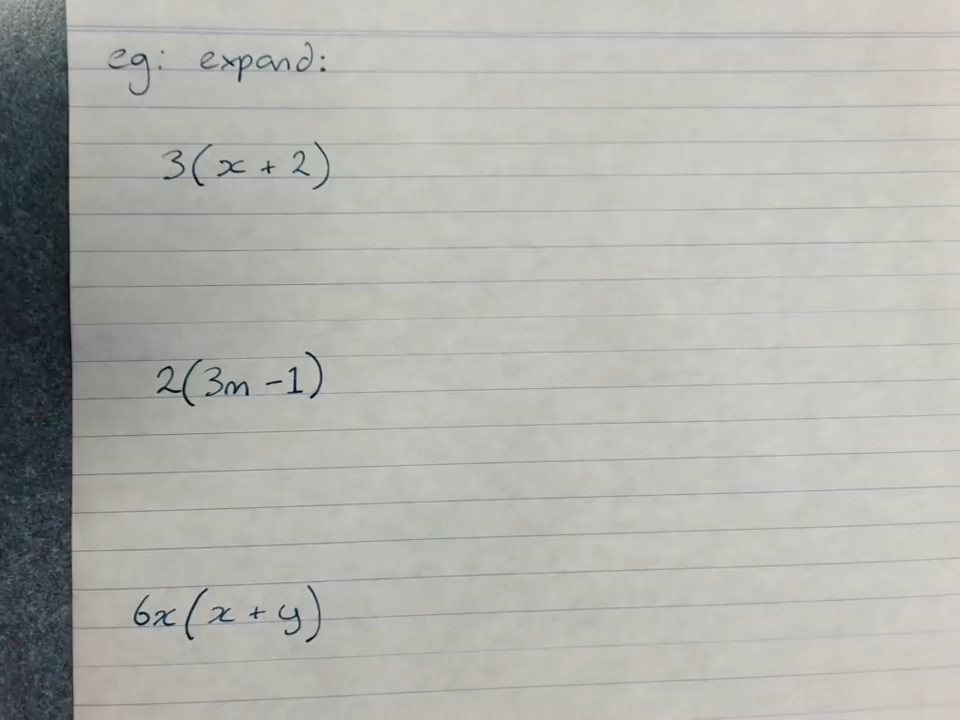 eg: expand:
3(x + 2)
2(3m - 1)
6x(x + y)